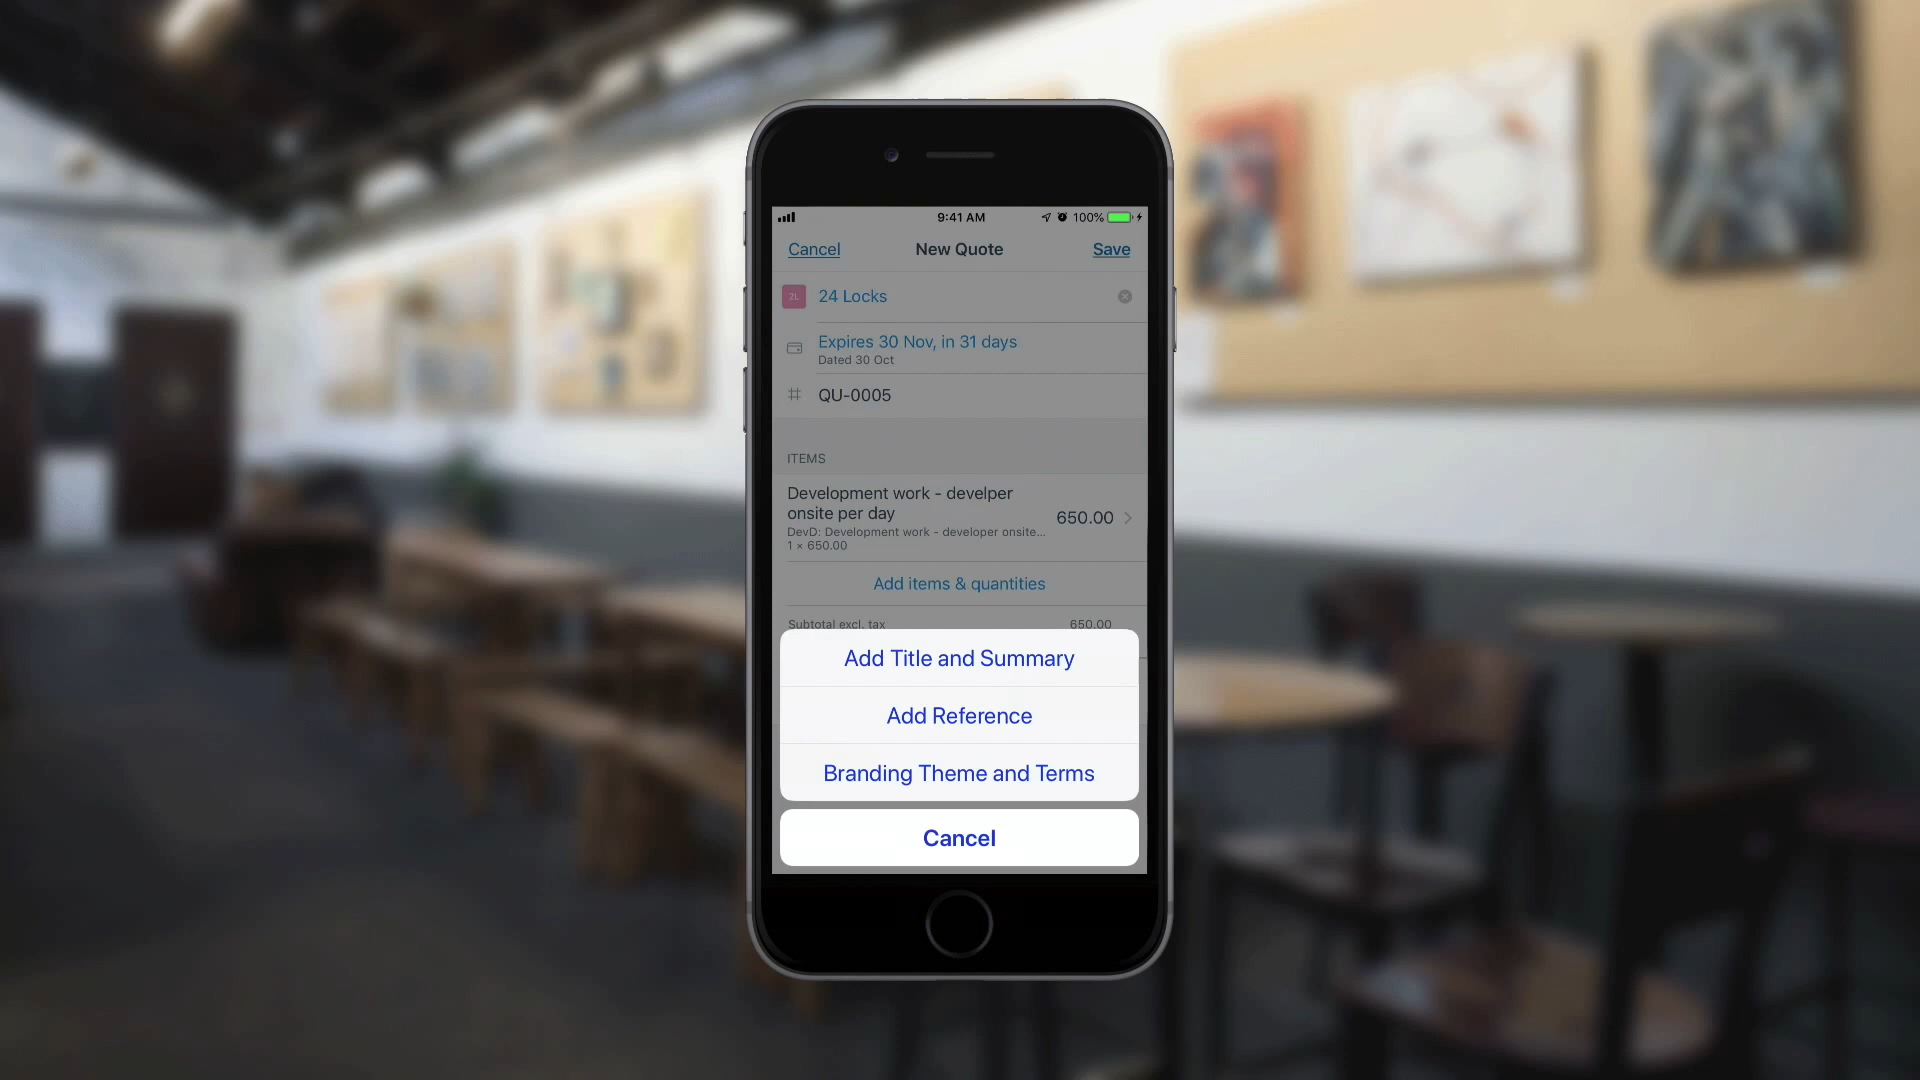 9:41 AM
100%
Cancel
New Quote
Save
2L
24 Locks
Expires 30 Nov, in 31 days
Dated 30 Oct
QU-0005
ITEMS
Development work - develper
onsite per day
650.00
DevD: Development work - developer onsite...
1 × 650.00
Add items & quantities
Subtotal excl. tax
650.00
Add Title and Summary
Add Reference
Branding Theme and Terms
Cancel